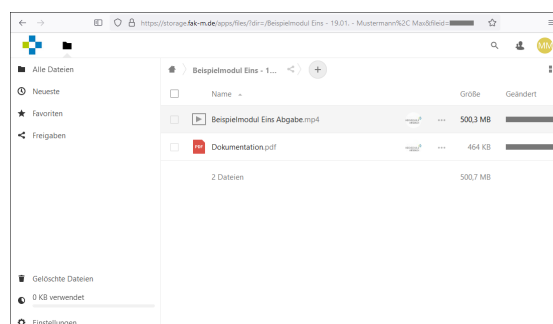 https://storage.fak-m.de/apps/files/?dir=/Beispielmodul Eins - 19.01. - Mustermann%2C Max&fileid=
MM
Alle Dateien
Neueste
Favoriten
Freigaben
Beispielmodul Eins - 1...
+
Name
Größe
Geändert
Beispielmodul Eins Abgabe.mp4
500,3 MB
PDF
Dokumentation.pdf
464 KB
2 Dateien
500,7 MB
Gelöschte Dateien
0 KB verwendet
Einstellungen